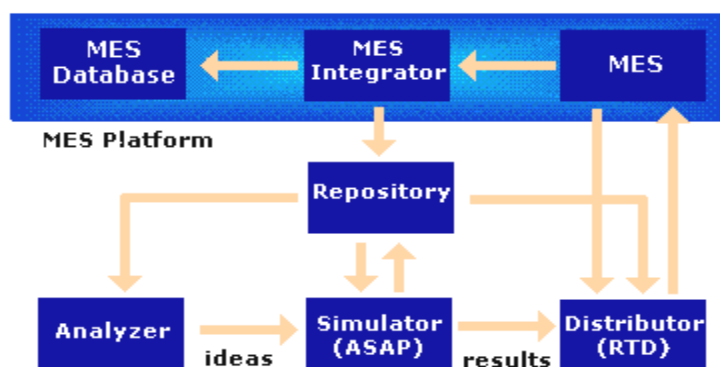 MES
Database
MES
Integrator
MES
MES Platform
Repository
Analyzer
ideas
Simulator
(ASAP)
results
Distributor
(RTD)